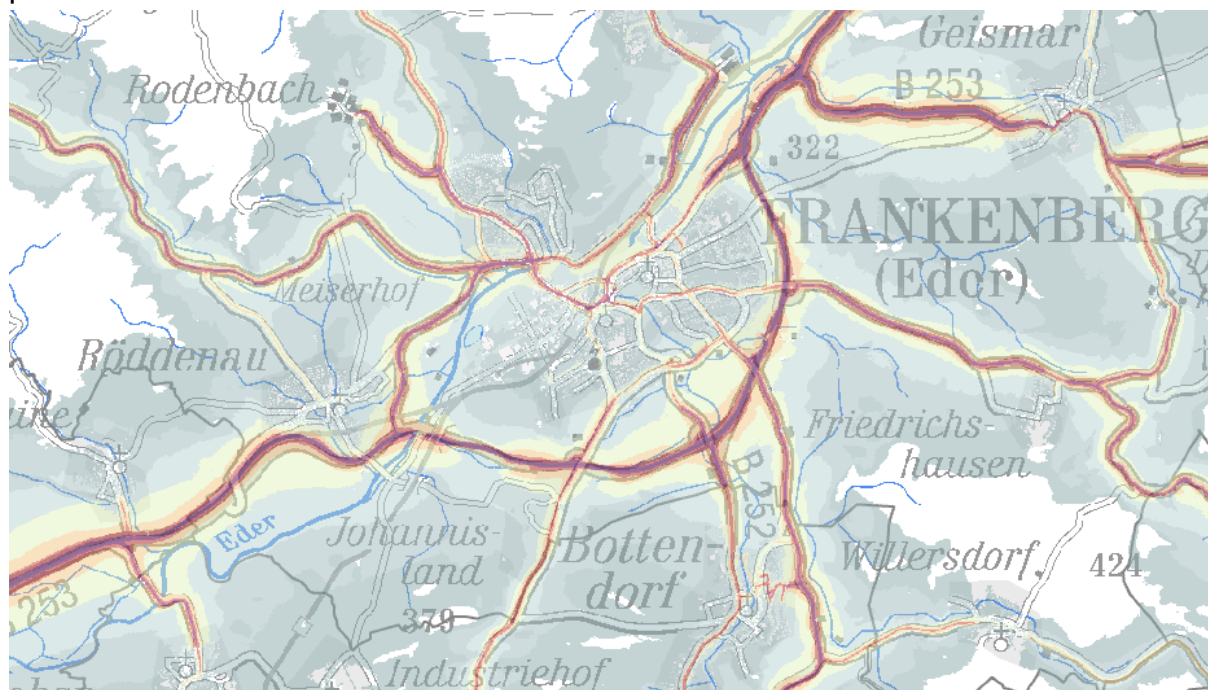 Geismar
Rodenbach
B 253
322
FRANKENBERG
(Eder)
Meiserhof
Röddenau
Friedrichs-
hausen
B 252
Eder
Johannis-
land
Botten-
dorf
Willersdorf
424
253
379
Industriehof